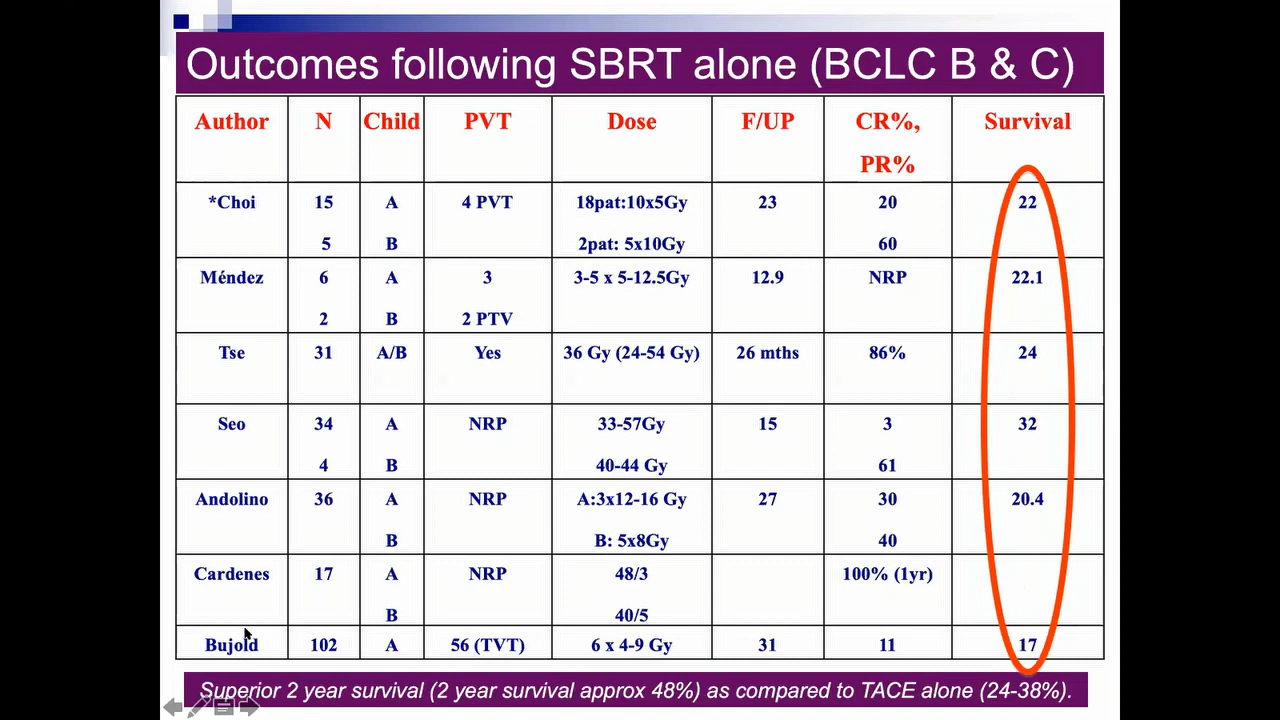 Outcomes following SBRT alone (BCLC B & C)
Author N Child PVT Dose F/UP CR%, Survival
PR%
*Choi 15 A 4 PVT 18pat:10x5Gy 23 20 22
5 B 2pat: 5x10Gy 60
Méndez 6 A 3 3-5 x 5-12.5Gy 12.9 NRP 22.1
2 B 2 PTV
Tse 31 A/B Yes 36 Gy (24-54 Gy) 26 mths 86% 24
Seo 34 A NRP 33-57Gy 15 3 32
4 B 40-44 Gy 61
Andolino 36 A NRP A:3x12-16 Gy 27 30 20.4
B B: 5x8Gy 40
Cardenes 17 A NRP 48/3 100% (1yr)
B 40/5
Bujold 102 A 56 (TVT) 6 x 4-9 Gy 31 11 17
Superior 2 year survival (2 year survival approx 48%) as compared to TACE alone (24-38%).